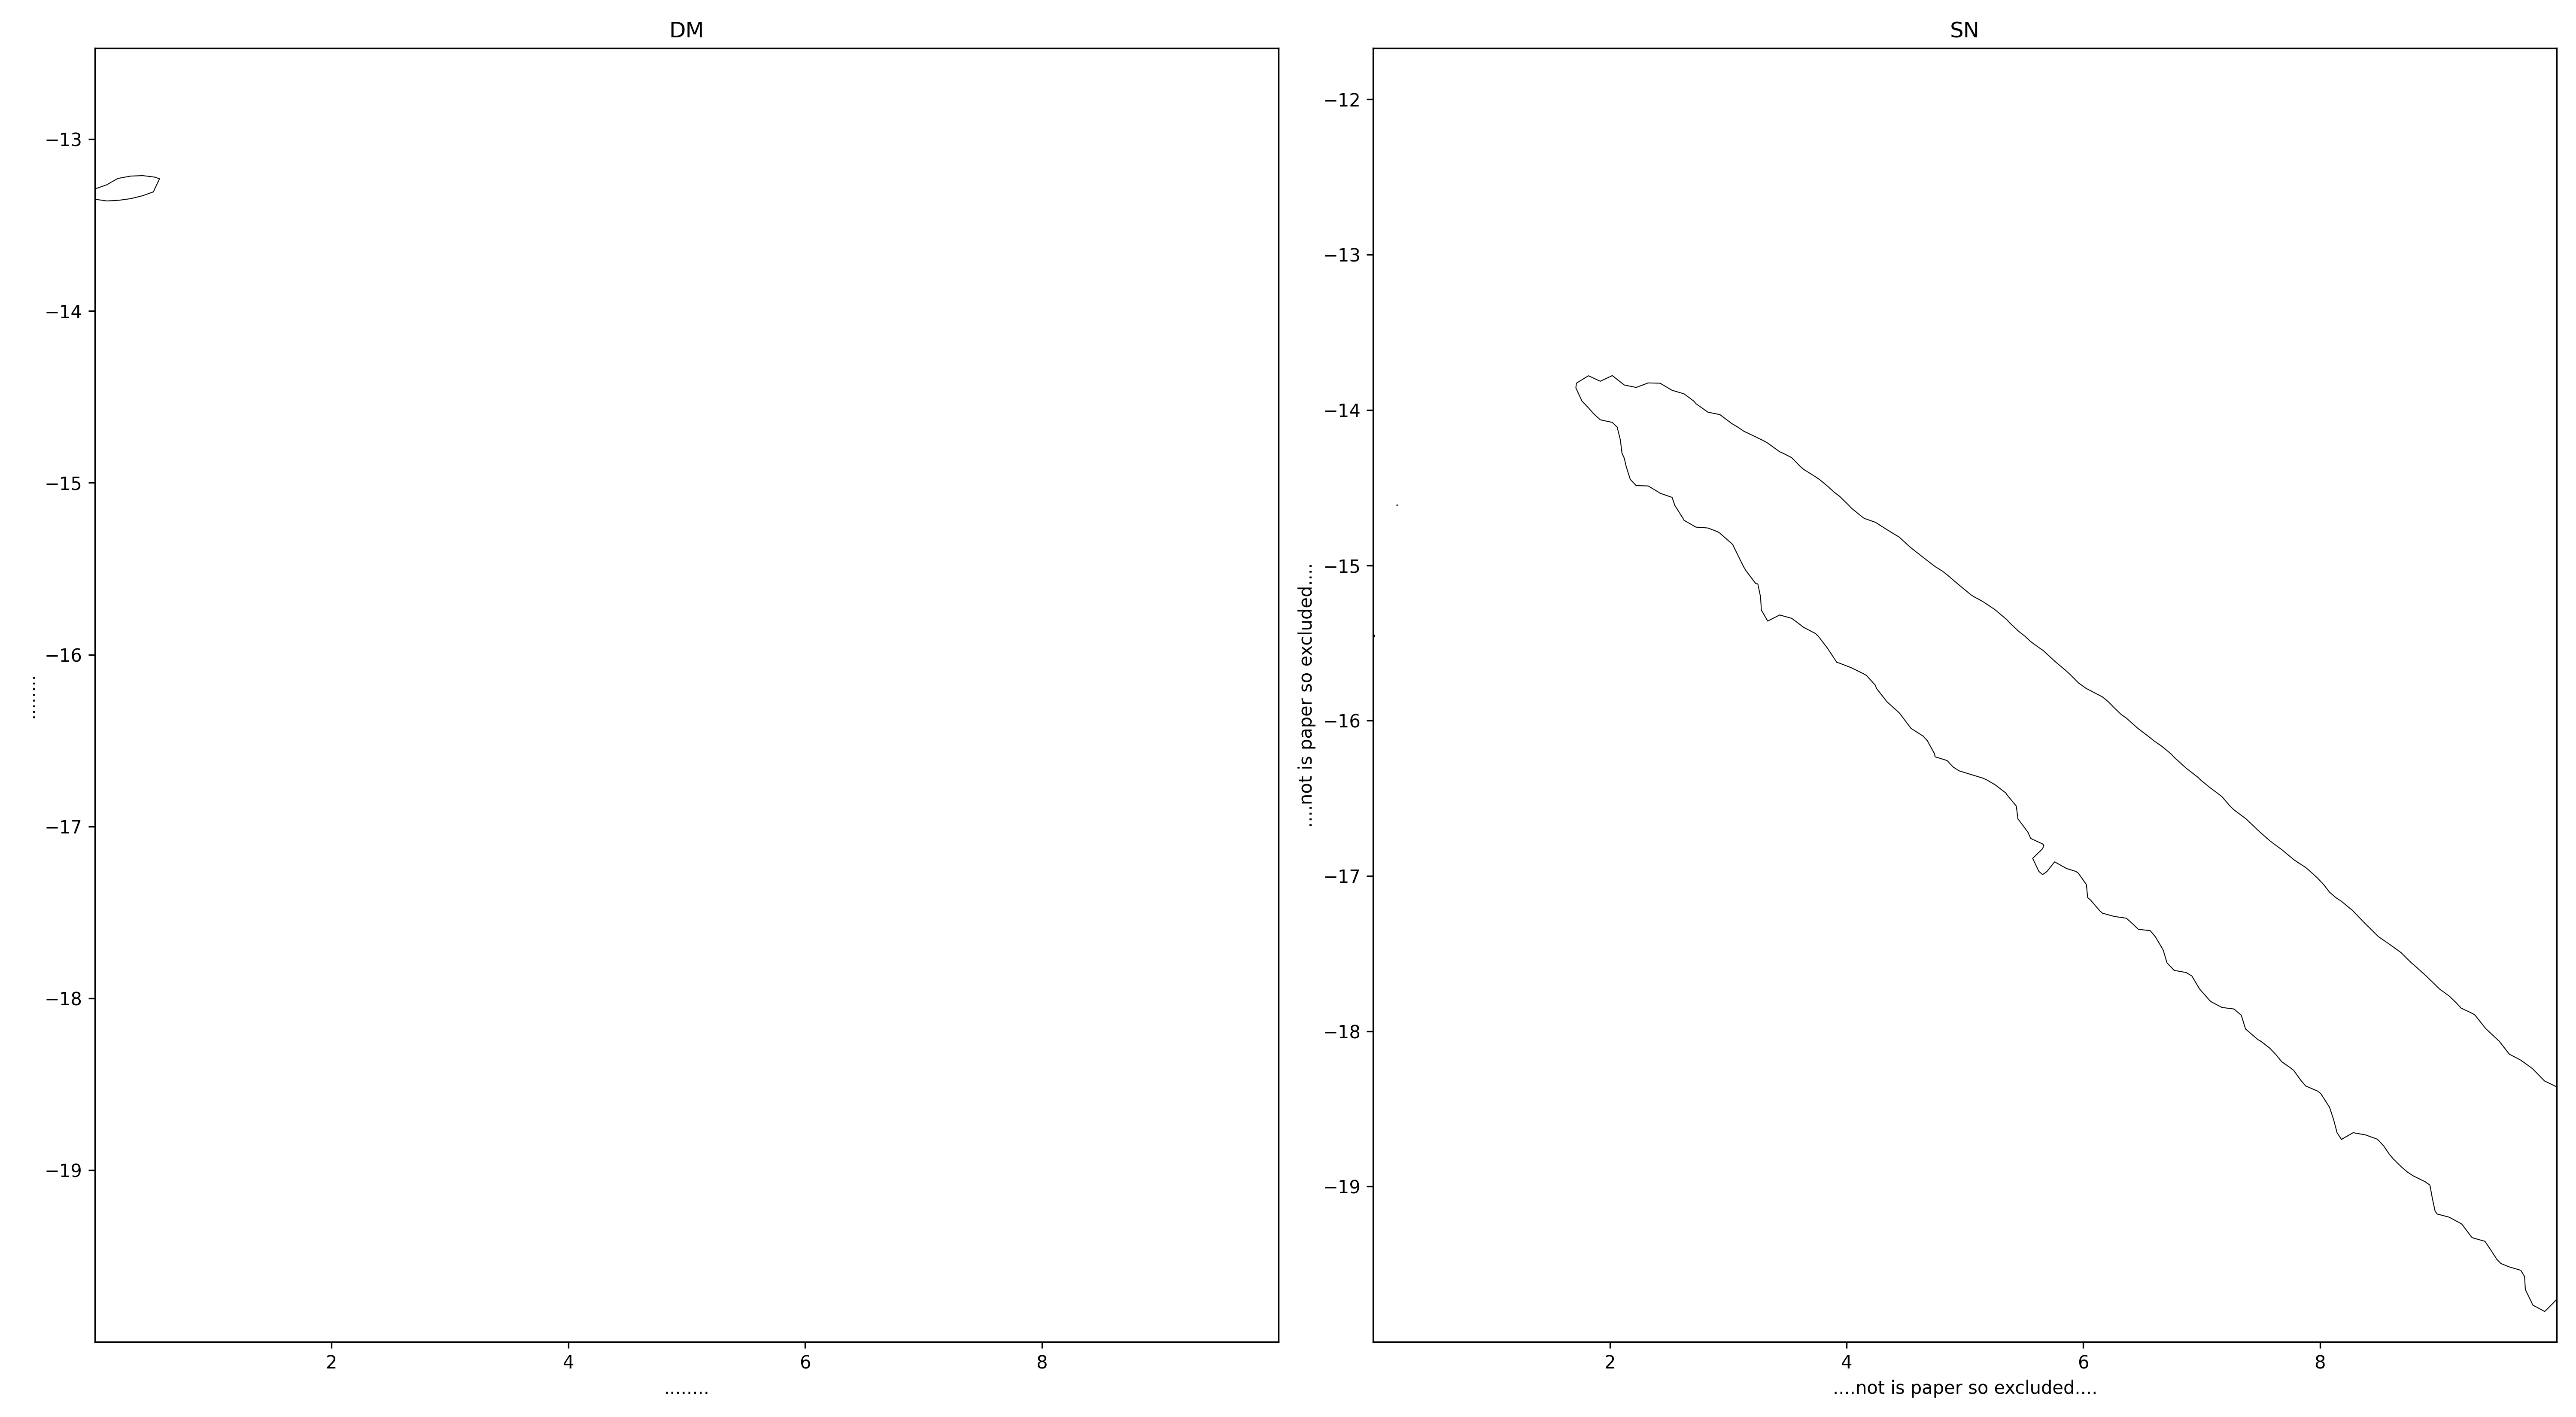 DM
−13
−14
−15
−16
−17
−18
−19
2 4 6 8
........
.........
SN
−12
−13
−14
−15
−16
−17
−18
−19
2 4 6 8
....not is paper so excluded....
....not is paper so excluded....